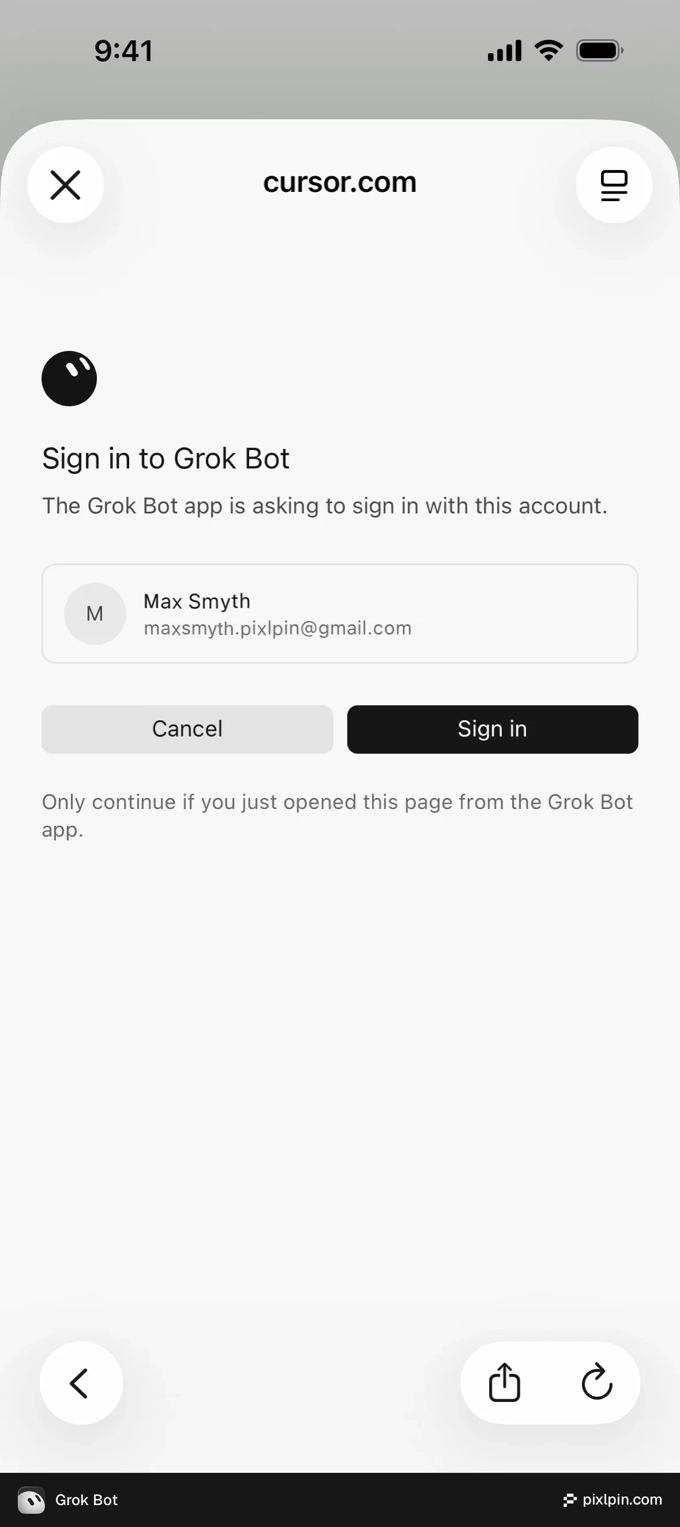 9:41
cursor.com
Sign in to Grok Bot
The Grok Bot app is asking to sign in with this account.
M
Max Smyth
maxsmyth.pixlpin@gmail.com
Cancel
Sign in
Only continue if you just opened this page from the Grok Bot
app.
Grok Bot
pixlpin.com